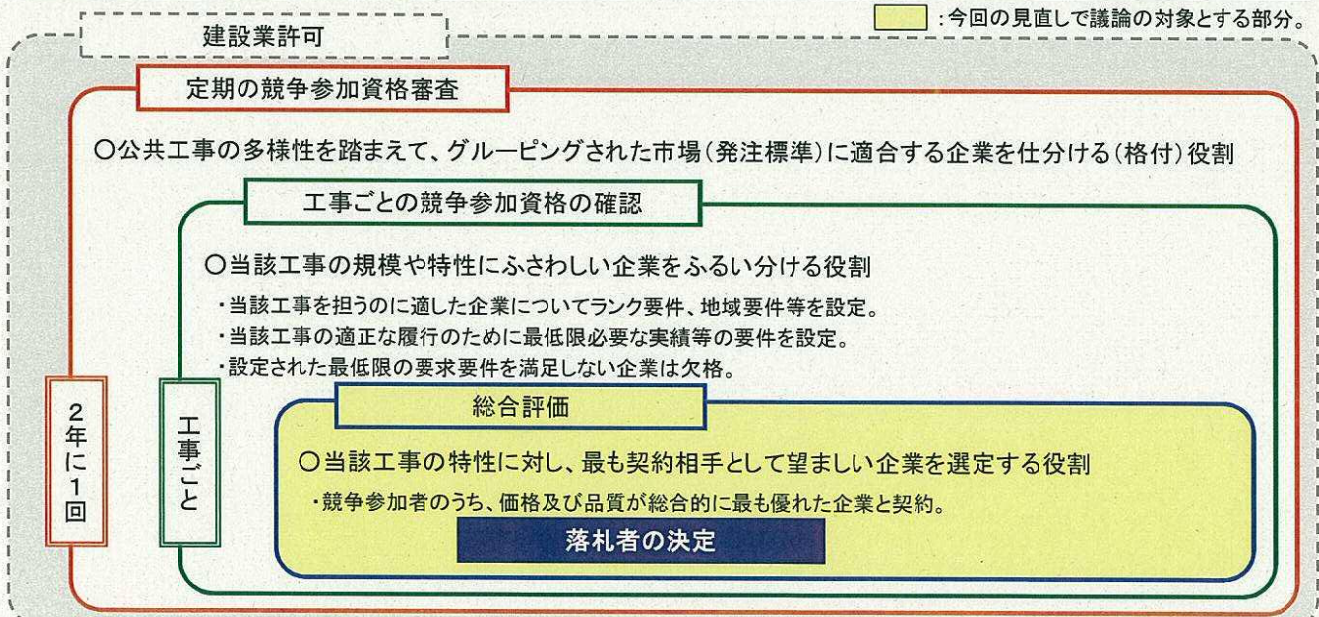 ：今回の見直しで議論の対象とする部分。
建設業許可
定期の競争参加資格審査
○公共工事の多様性を踏まえて、グルーピングされた市場（発注標準）に適合する企業を仕分ける（格付）役割
工事ごとの競争参加資格の確認
○当該工事の規模や特性にふさわしい企業をふるい分ける役割
・当該工事を担うのに適した企業についてランク要件、地域要件等を設定。
・当該工事の適正な履行のために最低限必要な実績等の要件を設定。
・設定された最低限の要求要件を満足しない企業は欠格。
2年に1回
工事ごと
総合評価
○当該工事の特性に対し、最も契約相手として望ましい企業を選定する役割
・競争参加者のうち、価格及び品質が総合的に最も優れた企業と契約。
落札者の決定